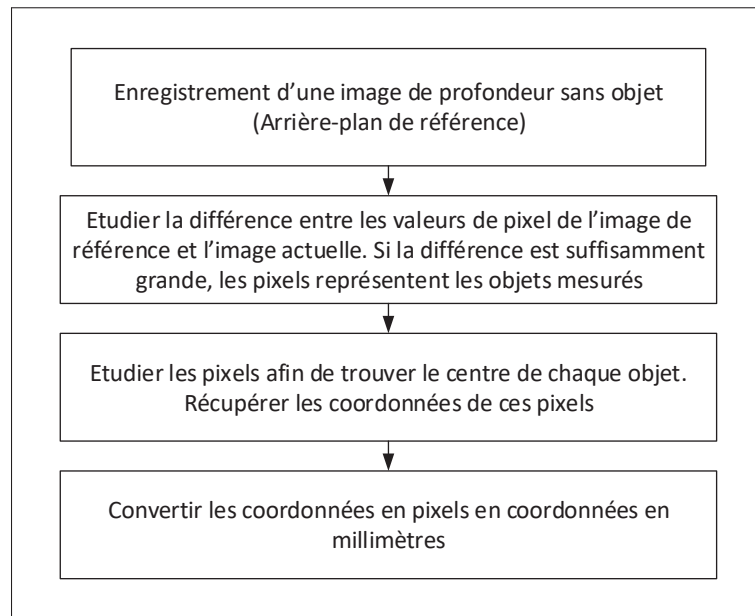 Enregistrement d’une image de profondeur sans objet
(Arrière-plan de référence)
Etudier la différence entre les valeurs de pixel de l’image de
référence et l’image actuelle. Si la différence est suffisamment
grande, les pixels représentent les objets mesurés
Etudier les pixels afin de trouver le centre de chaque objet.
Récupérer les coordonnées de ces pixels
Convertir les coordonnées en pixels en coordonnées en
millimètres